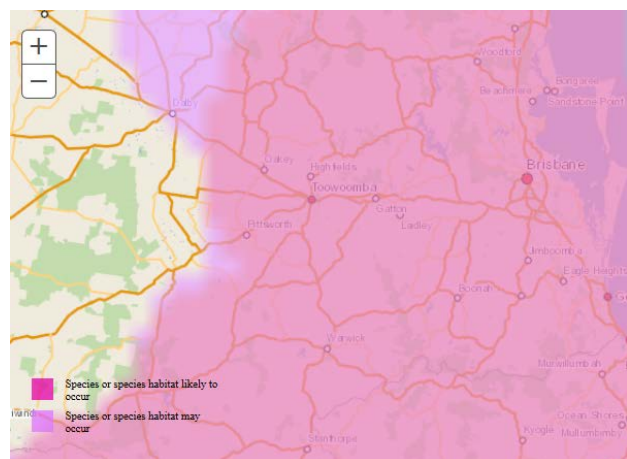 +
Woodford
Bongaree
Beachmere
Sandstone Point
−
Dalby
Oakey
Highfields
Brisbane
Toowoomba
Gatton
Laidley
Pittsworth
Jimboomba
Eagle Heights
Boonah
Warwick
Murwillumbah
Species or species habitat likely to
occur
Species or species habitat may
occur
Ocean Shores
Kyogle
Mullumbimby
Stanthorpe